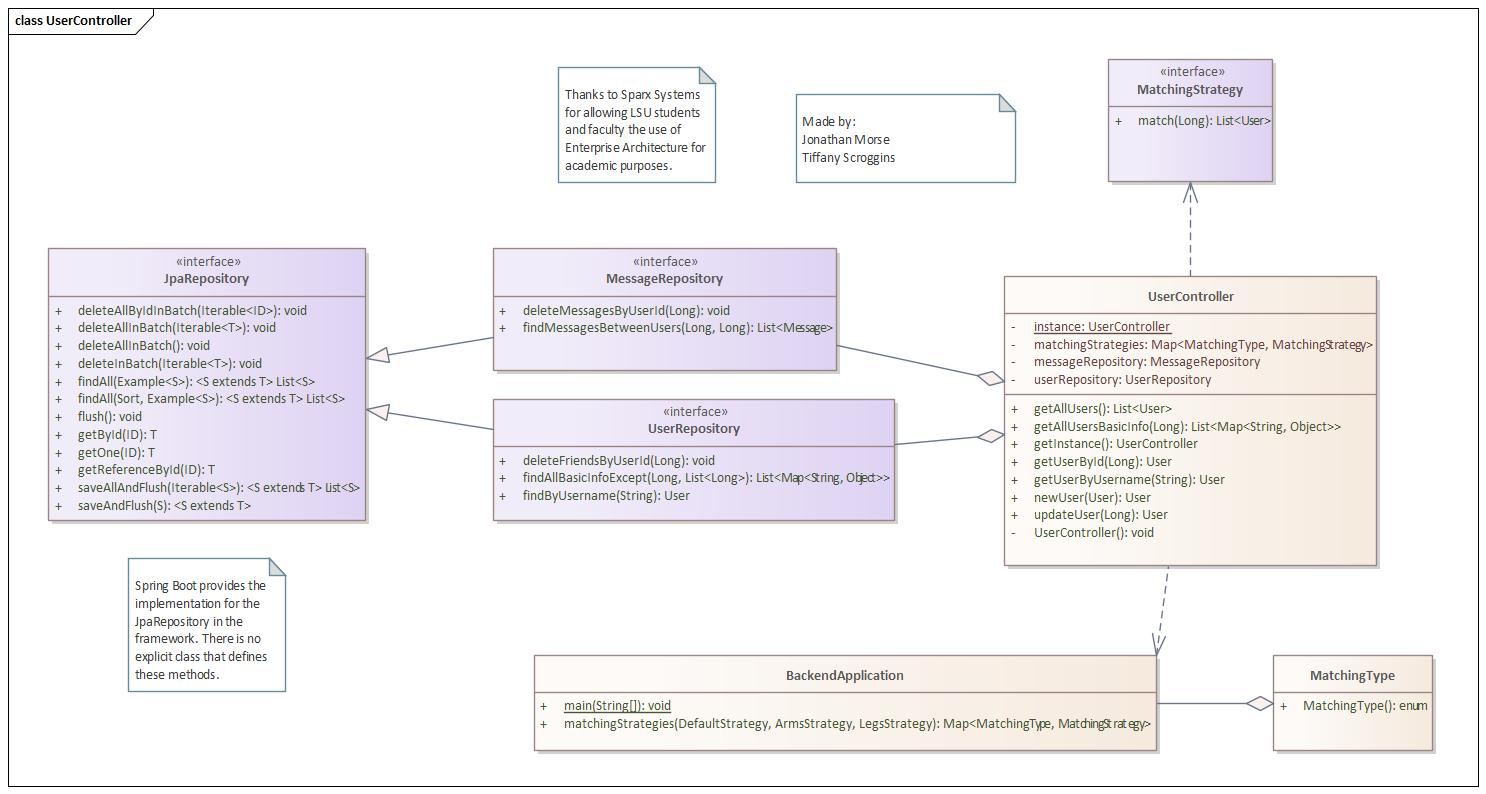 class UserController
Thanks to Sparx Systems
for allowing LSU students
and faculty the use of
Enterprise Architecture for
academic purposes.
Made by:
Jonathan Morse
Tiffany Scroggins
«interface»
MatchingStrategy
+ match(Long): List<User>
«interface»
JpaRepository
+ deleteAllByIdInBatch(Iterable<ID>): void
+ deleteAllInBatch(Iterable<T>): void
+ deleteAllInBatch(): void
+ deleteInBatch(Iterable<T>): void
+ findAll(Example<S>): <S extends T> List<S>
+ findAll(Sort, Example<S>): <S extends T> List<S>
+ flush(): void
+ getById(ID): T
+ getOne(ID): T
+ getReferenceById(ID): T
+ saveAllAndFlush(Iterable<S>): <S extends T> List<S>
+ saveAndFlush(S): <S extends T>
«interface»
MessageRepository
+ deleteMessagesByUserId(Long): void
+ findMessagesBetweenUsers(Long, Long): List<Message>
«interface»
UserRepository
+ deleteFriendsByUserId(Long): void
+ findAllBasicInfoExcept(Long, List<Long>): List<Map<String, Object>>
+ findByUsername(String): User
UserController
- instance: UserController
- matchingStrategies: Map<MatchingType, MatchingStrategy>
- messageRepository: MessageRepository
- userRepository: UserRepository
+ getAllUsers(): List<User>
+ getAllUsersBasicInfo(Long): List<Map<String, Object>>
+ getInstance(): UserController
+ getUserById(Long): User
+ getUserByUsername(String): User
+ newUser(User): User
+ updateUser(Long): User
- UserController(): void
Spring Boot provides the
implementation for the
JpaRepository in the
framework. There is no
explicit class that defines
these methods.
BackendApplication
+ main(String[]): void
+ matchingStrategies(DefaultStrategy, ArmsStrategy, LegsStrategy): Map<MatchingType, MatchingStrategy>
MatchingType
+ MatchingType(): enum